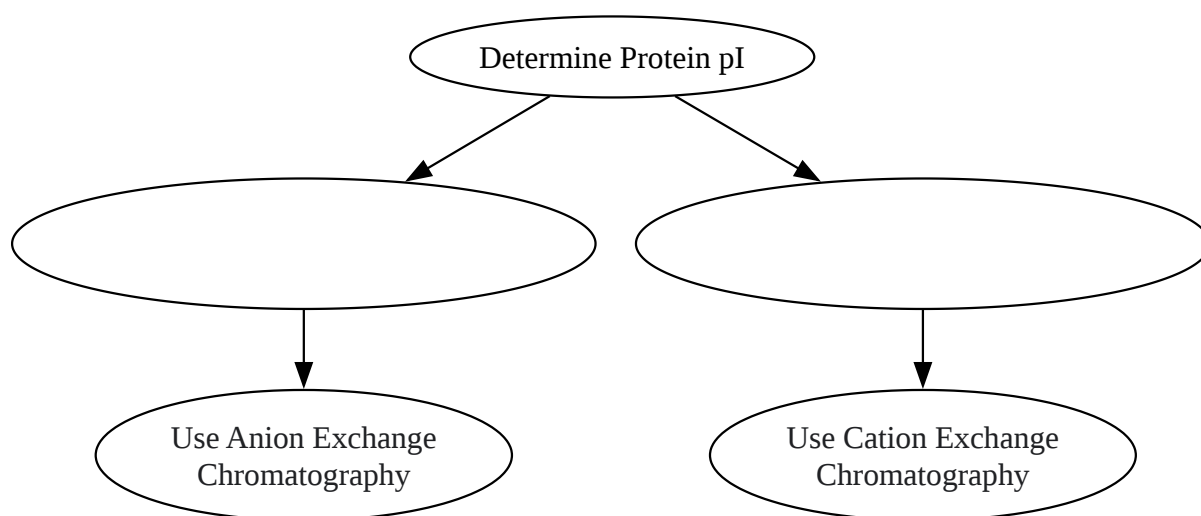 Determine Protein pI
Use Anion Exchange
Chromatography
Use Cation Exchange
Chromatography